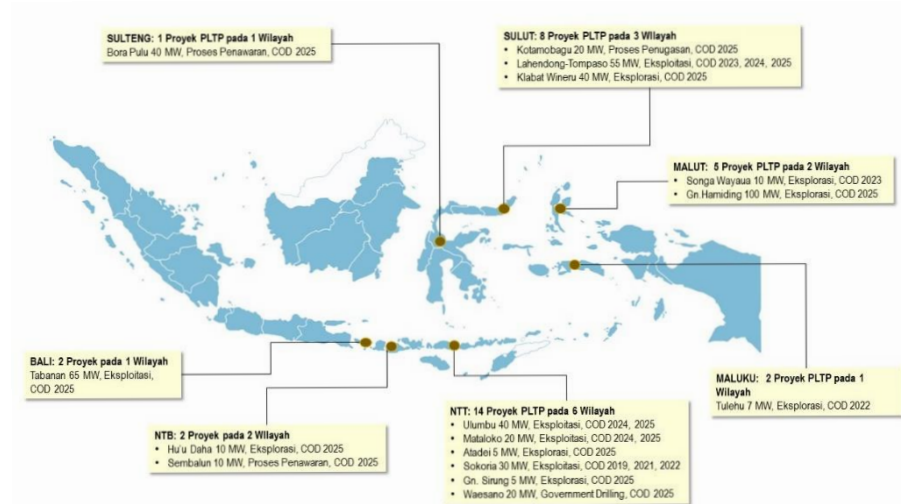 SULTENG: 1 Proyek PLTP pada 1 Wilayah
Bora Pulu 40 MW, Proses Penawaran, COD 2025
SULUT: 8 Proyek PLTP pada 3 Wilayah
• Kotamobagu 20 MW, Proses Penugasan, COD 2025
• Lahendong-Tompaso 55 MW, Eksploitasi, COD 2023, 2024, 2025
• Klabat Wineru 40 MW, Eksplorasi, COD 2025
MALUT: 5 Proyek PLTP pada 2 Wilayah
• Songa Wayaua 10 MW, Eksplorasi, COD 2023
• Gn.Hamiding 100 MW, Eksplorasi, COD 2025
BALI: 2 Proyek pada 1 Wilayah
Tabanan 65 MW, Eksploitasi,
COD 2025
NTB: 2 Proyek pada 2 Wilayah
• Hu'u Daha 10 MW, Eksplorasi, COD 2025
• Sembalun 10 MW, Proses Penawaran, COD 2025
NTT: 14 Proyek PLTP pada 6 Wilayah
• Ulumbu 40 MW, Eksploitasi, COD 2024, 2025
• Mataloko 20 MW, Eksploitasi, COD 2024, 2025
• Atadei 5 MW, Eksplorasi, COD 2025
• Sokoria 30 MW, Eksploitasi, COD 2019, 2021, 2022
• Gn. Sirung 5 MW, Eksplorasi, COD 2025
• Waesano 20 MW, Government Drilling, COD 2025
MALUKU: 2 Proyek PLTP pada 1
Wilayah
Tulehu 7 MW, Eksplorasi, COD 2022